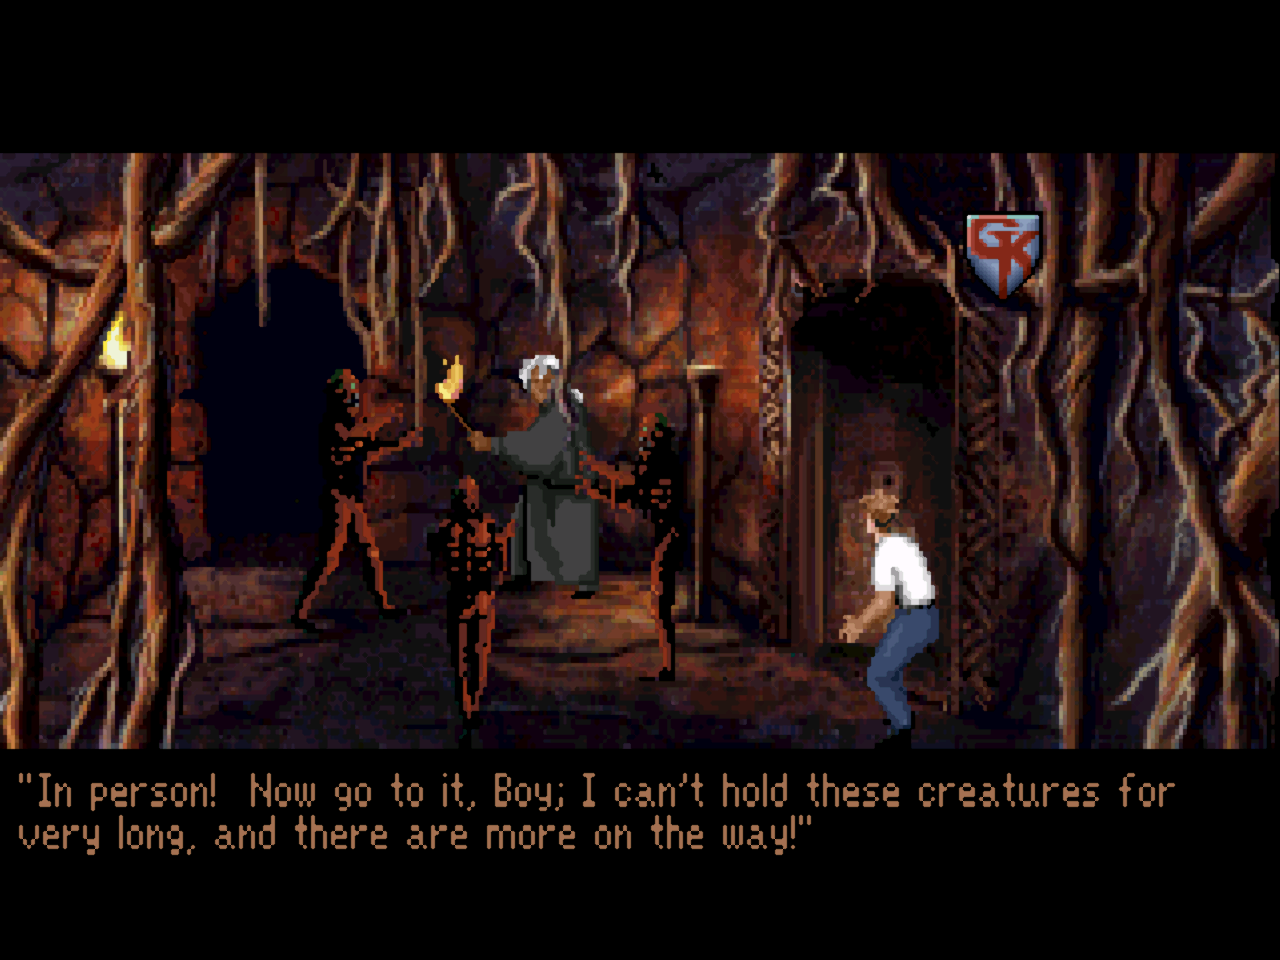 GK
"In person!  Now go to it, Boy; I can't hold these creatures for
very long, and there are more on the way!"